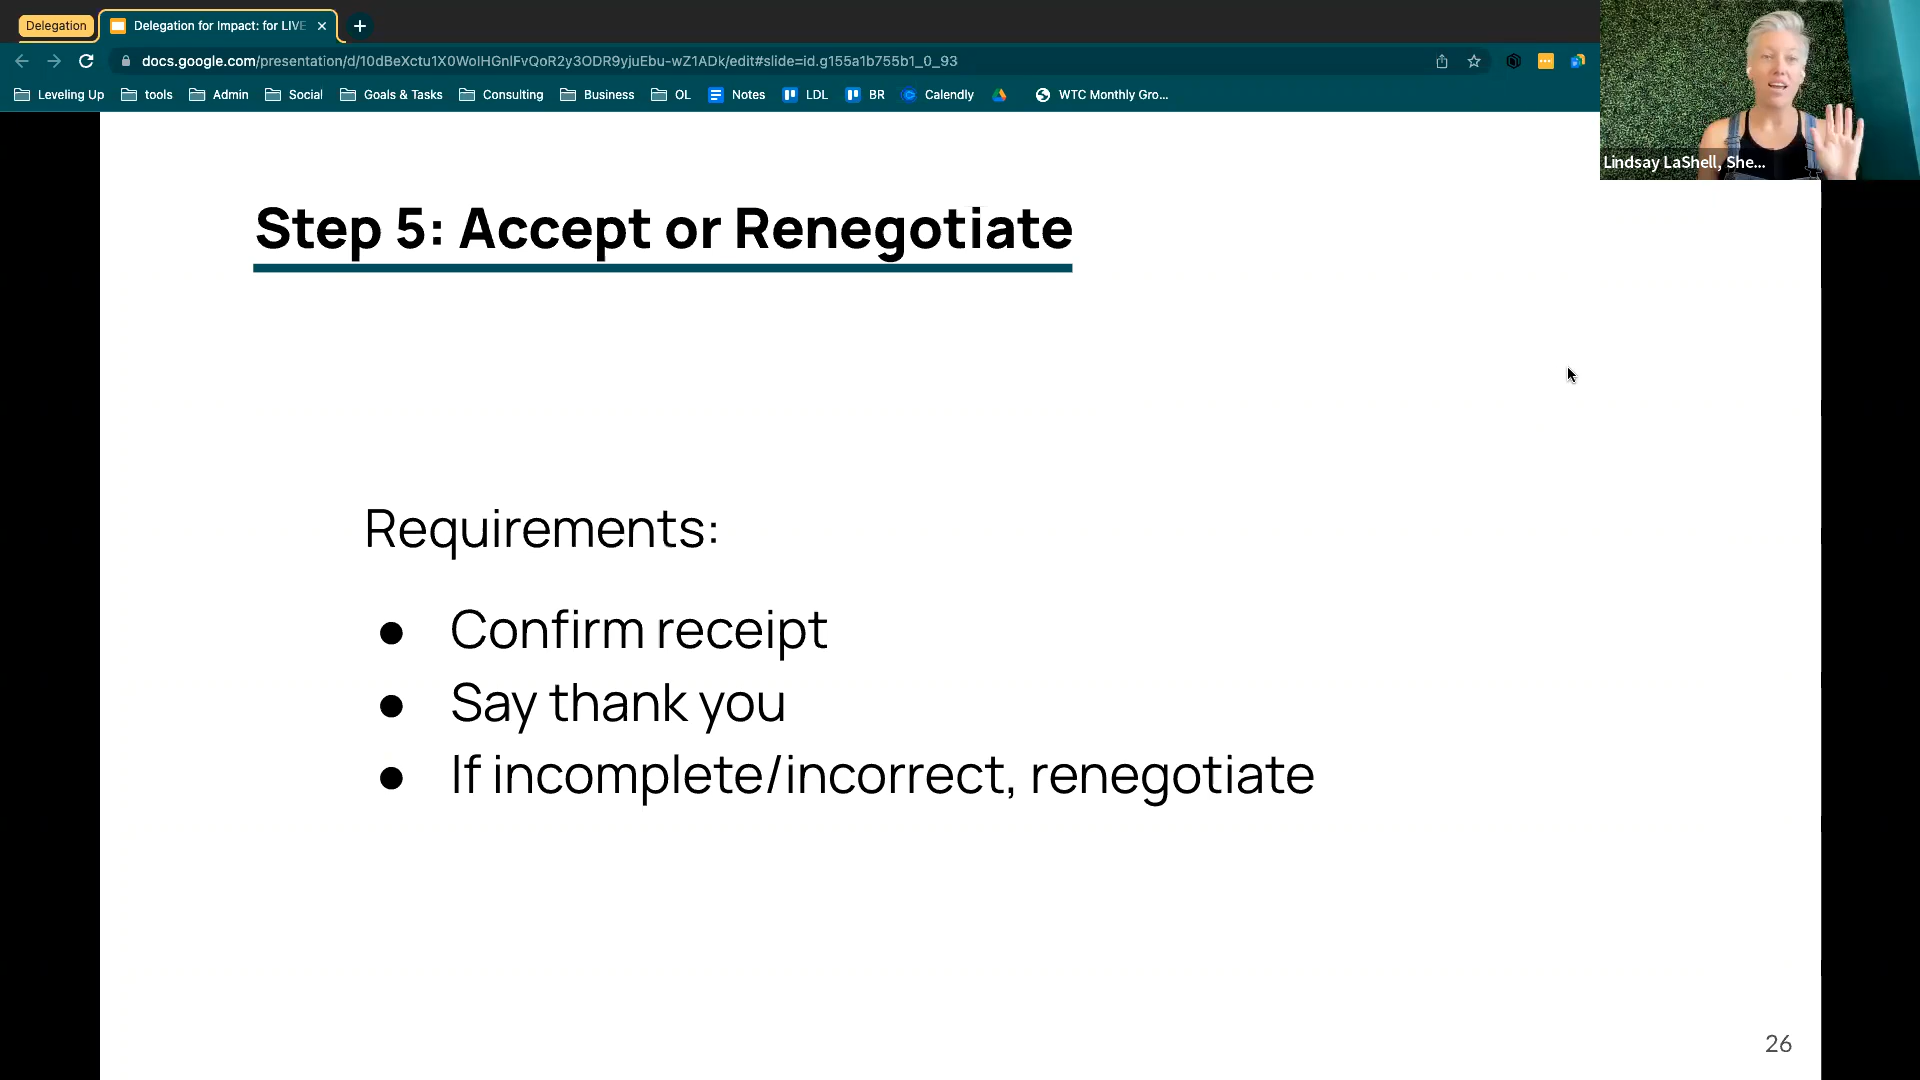 Delegation
Delegation for Impact: for LIVE
docs.google.com/presentation/d/10dBeXctu1X0WolHGnlFvQoR2y3ODR9yjuEbu-wZ1ADk/edit#slide=id.g155a1b755b1_0_93
Leveling Up tools Admin Social Goals & Tasks Consulting Business OL Notes LDL BR Calendly WTC Monthly Gro...
Lindsay LaShell, She...
Step 5: Accept or Renegotiate
Requirements:
● Confirm receipt
● Say thank you
● If incomplete/incorrect, renegotiate
26